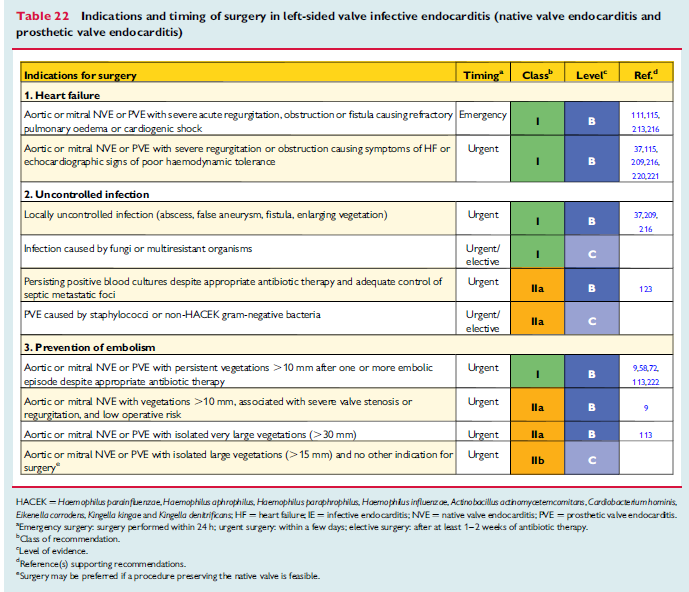 Table 22 Indications and timing of surgery in left-sided valve infective endocarditis (native valve endocarditis and
prosthetic valve endocarditis)
Indications for surgery Timingᵃ Classᵇ Levelᶜ Ref.ᵈ
1. Heart failure
Aortic or mitral NVE or PVE with severe acute regurgitation, obstruction or fistula causing refractory Emergency I B 111,115,
pulmonary oedema or cardiogenic shock 213,216
Aortic or mitral NVE or PVE with severe regurgitation or obstruction causing symptoms of HF or Urgent I B 37,115,
echocardiographic signs of poor haemodynamic tolerance 209,216,
220,221
2. Uncontrolled infection
Locally uncontrolled infection (abscess, false aneurysm, fistula, enlarging vegetation) Urgent I B 37,209,
216
Infection caused by fungi or multiresistant organisms Urgent/ I C
elective
Persisting positive blood cultures despite appropriate antibiotic therapy and adequate control of Urgent IIa B 123
septic metastatic foci
PVE caused by staphylococci or non-HACEK gram-negative bacteria Urgent/ IIa C
elective
3. Prevention of embolism
Aortic or mitral NVE or PVE with persistent vegetations >10 mm after one or more embolic Urgent I B 9,58,72,
episode despite appropriate antibiotic therapy 113,222
Aortic or mitral NVE with vegetations >10 mm, associated with severe valve stenosis or Urgent IIa B 9
regurgitation, and low operative risk
Aortic or mitral NVE or PVE with isolated very large vegetations (>30 mm) Urgent IIa B 113
Aortic or mitral NVE or PVE with isolated large vegetations (>15 mm) and no other indication for Urgent IIb C
surgeryᵉ
HACEK = Haemophilus parainfluenzae, Haemophilus aphrophilus, Haemophilus paraphrophilus, Haemophilus influenzae, Actinobacillus actinomycetemcomitans, Cardiobacterium hominis,
Eikenella corrodens, Kingella kingae and Kingella denitrificans; HF = heart failure; IE = infective endocarditis; NVE = native valve endocarditis; PVE = prosthetic valve endocarditis.
ᵃEmergency surgery: surgery performed within 24 h; urgent surgery: within a few days; elective surgery: after at least 1–2 weeks of antibiotic therapy.
ᵇClass of recommendation.
ᶜLevel of evidence.
ᵈReference(s) supporting recommendations.
ᵉSurgery may be preferred if a procedure preserving the native valve is feasible.